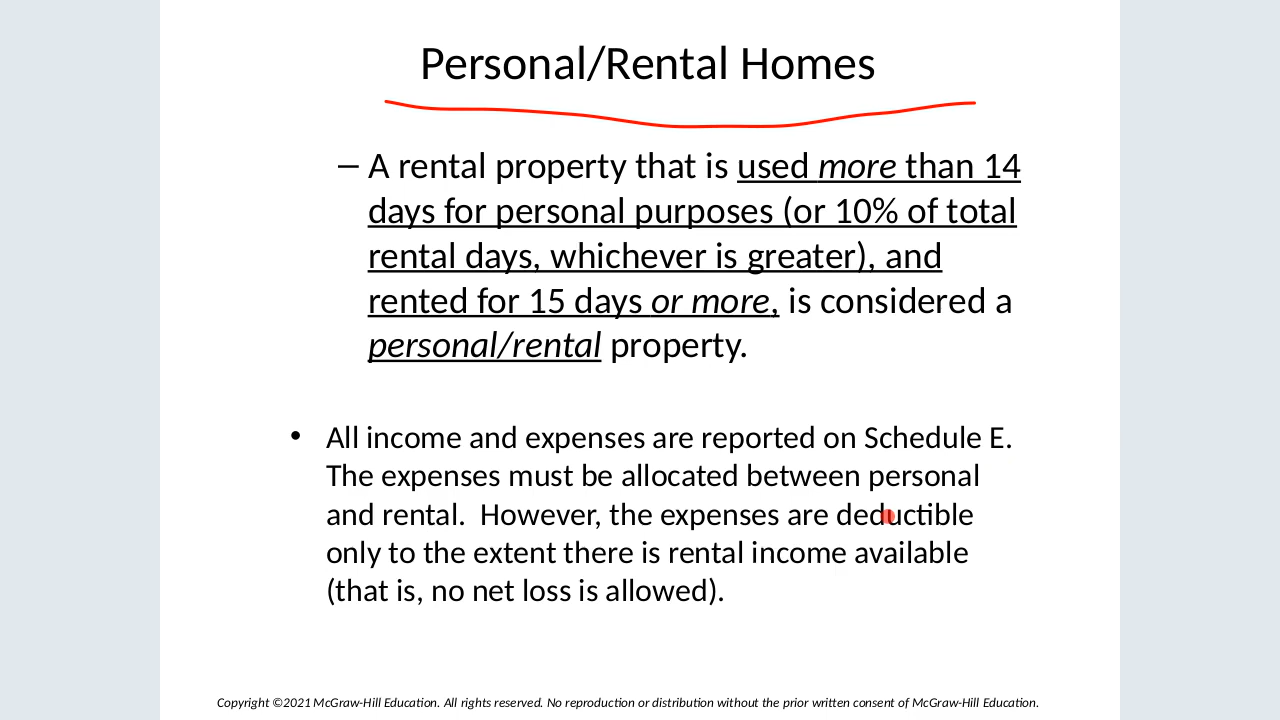 Personal/Rental Homes
– A rental property that is used more than 14
days for personal purposes (or 10% of total
rental days, whichever is greater), and
rented for 15 days or more, is considered a
personal/rental property.
• All income and expenses are reported on Schedule E.
The expenses must be allocated between personal
and rental.  However, the expenses are deductible
only to the extent there is rental income available
(that is, no net loss is allowed).
Copyright ©2021 McGraw-Hill Education. All rights reserved. No reproduction or distribution without the prior written consent of McGraw-Hill Education.